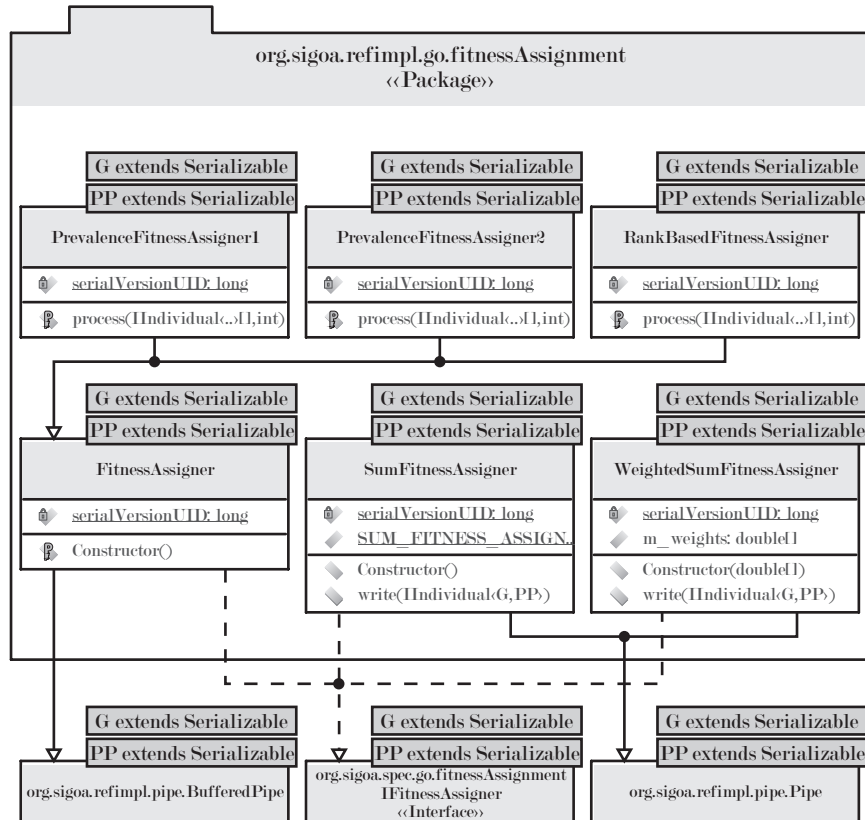 org.sigoa.refimpl.go.fitnessAssignment
‹‹Package››
G extends Serializable
PP extends Serializable
PrevalenceFitnessAssigner1
serialVersionUID: long
process(IIndividual‹..›[],int)
G extends Serializable
PP extends Serializable
PrevalenceFitnessAssigner2
serialVersionUID: long
process(IIndividual‹..›[],int)
G extends Serializable
PP extends Serializable
RankBasedFitnessAssigner
serialVersionUID: long
process(IIndividual‹..›[],int)
G extends Serializable
PP extends Serializable
FitnessAssigner
serialVersionUID: long
Constructor()
G extends Serializable
PP extends Serializable
SumFitnessAssigner
serialVersionUID: long
SUM_FITNESS_ASSIGN..
Constructor()
write(IIndividual‹G,PP›)
G extends Serializable
PP extends Serializable
WeightedSumFitnessAssigner
serialVersionUID: long
m_weights: double[]
Constructor(double[])
write(IIndividual‹G,PP›)
G extends Serializable
PP extends Serializable
org.sigoa.refimpl.pipe.BufferedPipe
G extends Serializable
PP extends Serializable
org.sigoa.spec.go.fitnessAssignment
IFitnessAssigner
‹‹Interface››
G extends Serializable
PP extends Serializable
org.sigoa.refimpl.pipe.Pipe